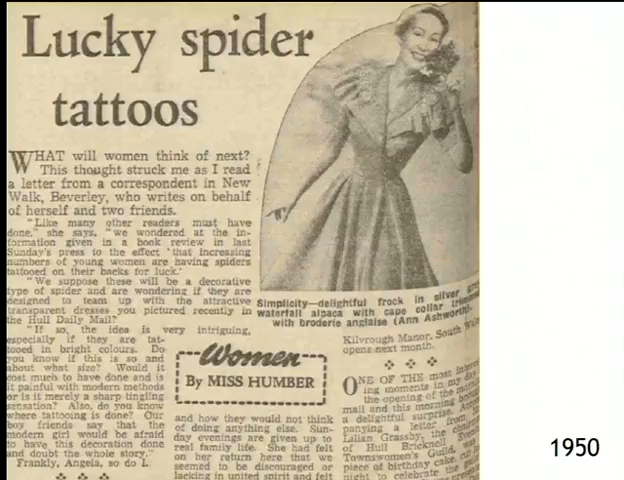 Lucky spider
tattoos
WHAT will women think of next?
This thought struck me as I read
a letter from a correspondent in New
Walk, Beverley, who writes on behalf
of herself and two friends.
"Like many other readers must have
done," she says, "we wondered at the in-
formation given in a book review in last
Sunday's press to the effect 'that increasing
numbers of young women are having spiders
tattooed on their backs for luck.'
"We suppose these will be a decorative
type of spider and are wondering if they are
designed to team up with the attractive
transparent dresses you pictured recently in
the Hull Daily Mail?
"If so, the idea is very intriguing,
especially if they are tat-
tooed in bright colours. Do
you know if this is so and
about what size? Would it
cost much to have done and is
it painful with modern methods
or is it merely a sharp tingling
sensation? Also, do you know
where tattooing is done? Our
boy friends say that the
modern girl would be afraid
to have this decoration done
and doubt the whole story."
Frankly, Angela, so do I.
Simplicity—delightful frock in silver
waterfall alpaca with cape collar trimmed
with broderie anglaise (Ann Ashworth).
Women
By MISS HUMBER
and how they would not think
of doing anything else. Sun-
day evenings are given up to
real family life. She had felt
on her return here that we
seemed to be discouraged or
lacking in united spirit and felt
Kilvrough Manor, South
opens next month.
ONE OF THE most
ing moments in my
the opening of the
mail and this morning
a delightful surprise.
panying a letter from
Lilian Grassby, the
of Hull Bricknell
Townswomen's Guild, was
piece of birthday cake
night to celebrate the
1950